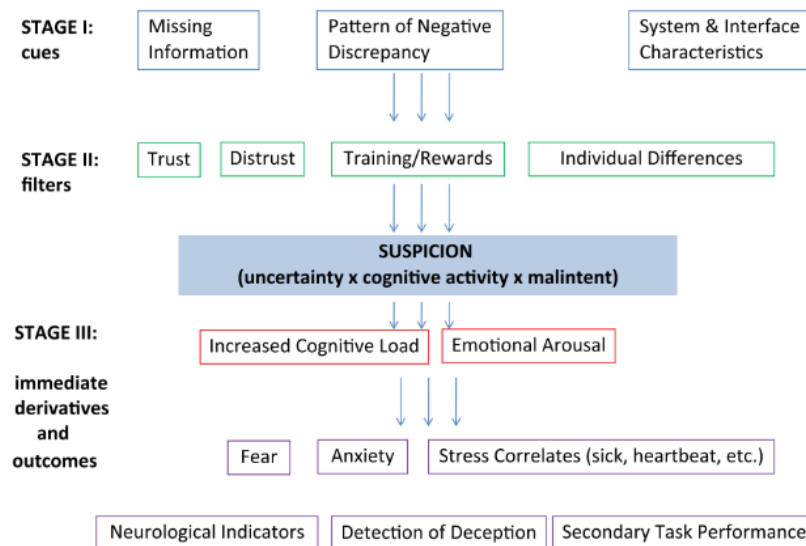 STAGE I:
cues
Missing
Information
Pattern of Negative
Discrepancy
System & Interface
Characteristics
STAGE II:
filters
Trust
Distrust
Training/Rewards
Individual Differences
SUSPICION
(uncertainty x cognitive activity x malintent)
STAGE III:
Increased Cognitive Load
Emotional Arousal
immediate
derivatives
and
outcomes
Fear
Anxiety
Stress Correlates (sick, heartbeat, etc.)
Neurological Indicators
Detection of Deception
Secondary Task Performance